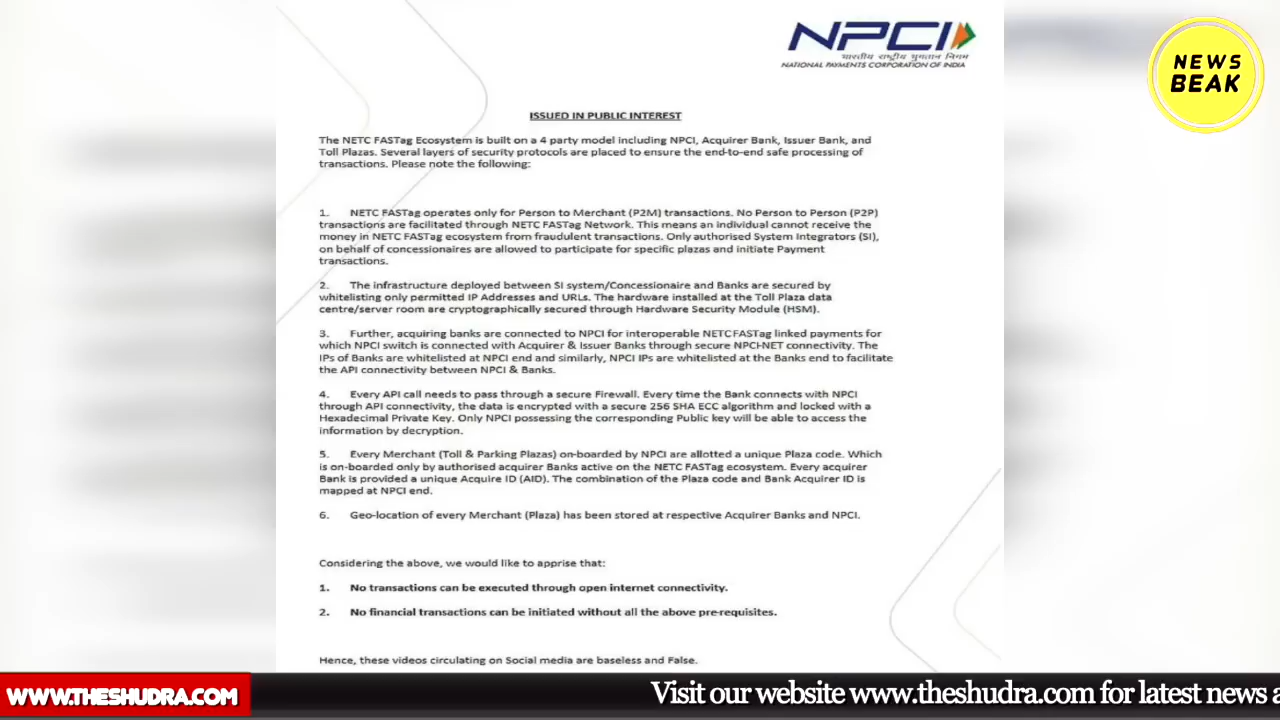 NPCI
भारतीय राष्ट्रीय भुगतान निगम
NATIONAL PAYMENTS CORPORATION OF INDIA
NEWS
BEAK
ISSUED IN PUBLIC INTEREST
The NETC FASTag Ecosystem is built on a 4 party model including NPCI, Acquirer Bank, Issuer Bank, and
Toll Plazas. Several layers of security protocols are placed to ensure the end-to-end safe processing of
transactions. Please note the following:
1. NETC FASTag operates only for Person to Merchant (P2M) transactions. No Person to Person (P2P)
transactions are facilitated through NETC FASTag Network. This means an individual cannot receive the
money in NETC FASTag ecosystem from fraudulent transactions. Only authorised System Integrators (SI),
on behalf of concessionaires are allowed to participate for specific plazas and initiate Payment
transactions.
2. The infrastructure deployed between SI system/Concessionaire and Banks are secured by
whitelisting only permitted IP Addresses and URLs. The hardware installed at the Toll Plaza data
centre/server room are cryptographically secured through Hardware Security Module (HSM).
3. Further, acquiring banks are connected to NPCI for interoperable NETC FASTag linked payments for
which NPCI switch is connected with Acquirer & Issuer Banks through secure NPCI-NET connectivity. The
IPs of Banks are whitelisted at NPCI end and similarly, NPCI IPs are whitelisted at the Banks end to facilitate
the API connectivity between NPCI & Banks.
4. Every API call needs to pass through a secure Firewall. Every time the Bank connects with NPCI
through API connectivity, the data is encrypted with a secure 256 SHA ECC algorithm and locked with a
Hexadecimal Private Key. Only NPCI possessing the corresponding Public key will be able to access the
information by decryption.
5. Every Merchant (Toll & Parking Plazas) on-boarded by NPCI are allotted a unique Plaza code. Which
is on-boarded only by authorised acquirer Banks active on the NETC FASTag ecosystem. Every acquirer
Bank is provided a unique Acquire ID (AID). The combination of the Plaza code and Bank Acquirer ID is
mapped at NPCI end.
6. Geo-location of every Merchant (Plaza) has been stored at respective Acquirer Banks and NPCI.
Considering the above, we would like to apprise that:
1. No transactions can be executed through open internet connectivity.
2. No financial transactions can be initiated without all the above pre-requisites.
Hence, these videos circulating on Social media are baseless and False.
WWW.THESHUDRA.COM
Visit our website www.theshudra.com for latest news a